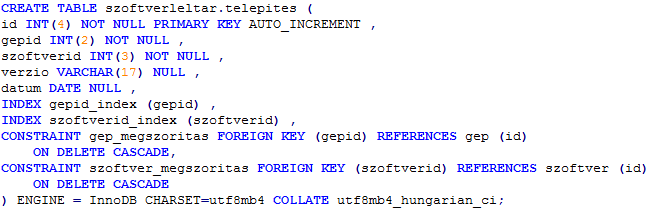 CREATE TABLE szoftverleltar.telepites (
id INT(4) NOT NULL PRIMARY KEY AUTO_INCREMENT ,
gepid INT(2) NOT NULL ,
szoftverid INT(3) NOT NULL ,
verzio VARCHAR(17) NULL ,
datum DATE NULL ,
INDEX gepid_index (gepid) ,
INDEX szoftverid_index (szoftverid) ,
CONSTRAINT gep_megszoritas FOREIGN KEY (gepid) REFERENCES gep (id)
    ON DELETE CASCADE,
CONSTRAINT szoftver_megszoritas FOREIGN KEY (szoftverid) REFERENCES szoftver (id)
    ON DELETE CASCADE
) ENGINE = InnoDB CHARSET=utf8mb4 COLLATE utf8mb4_hungarian_ci;